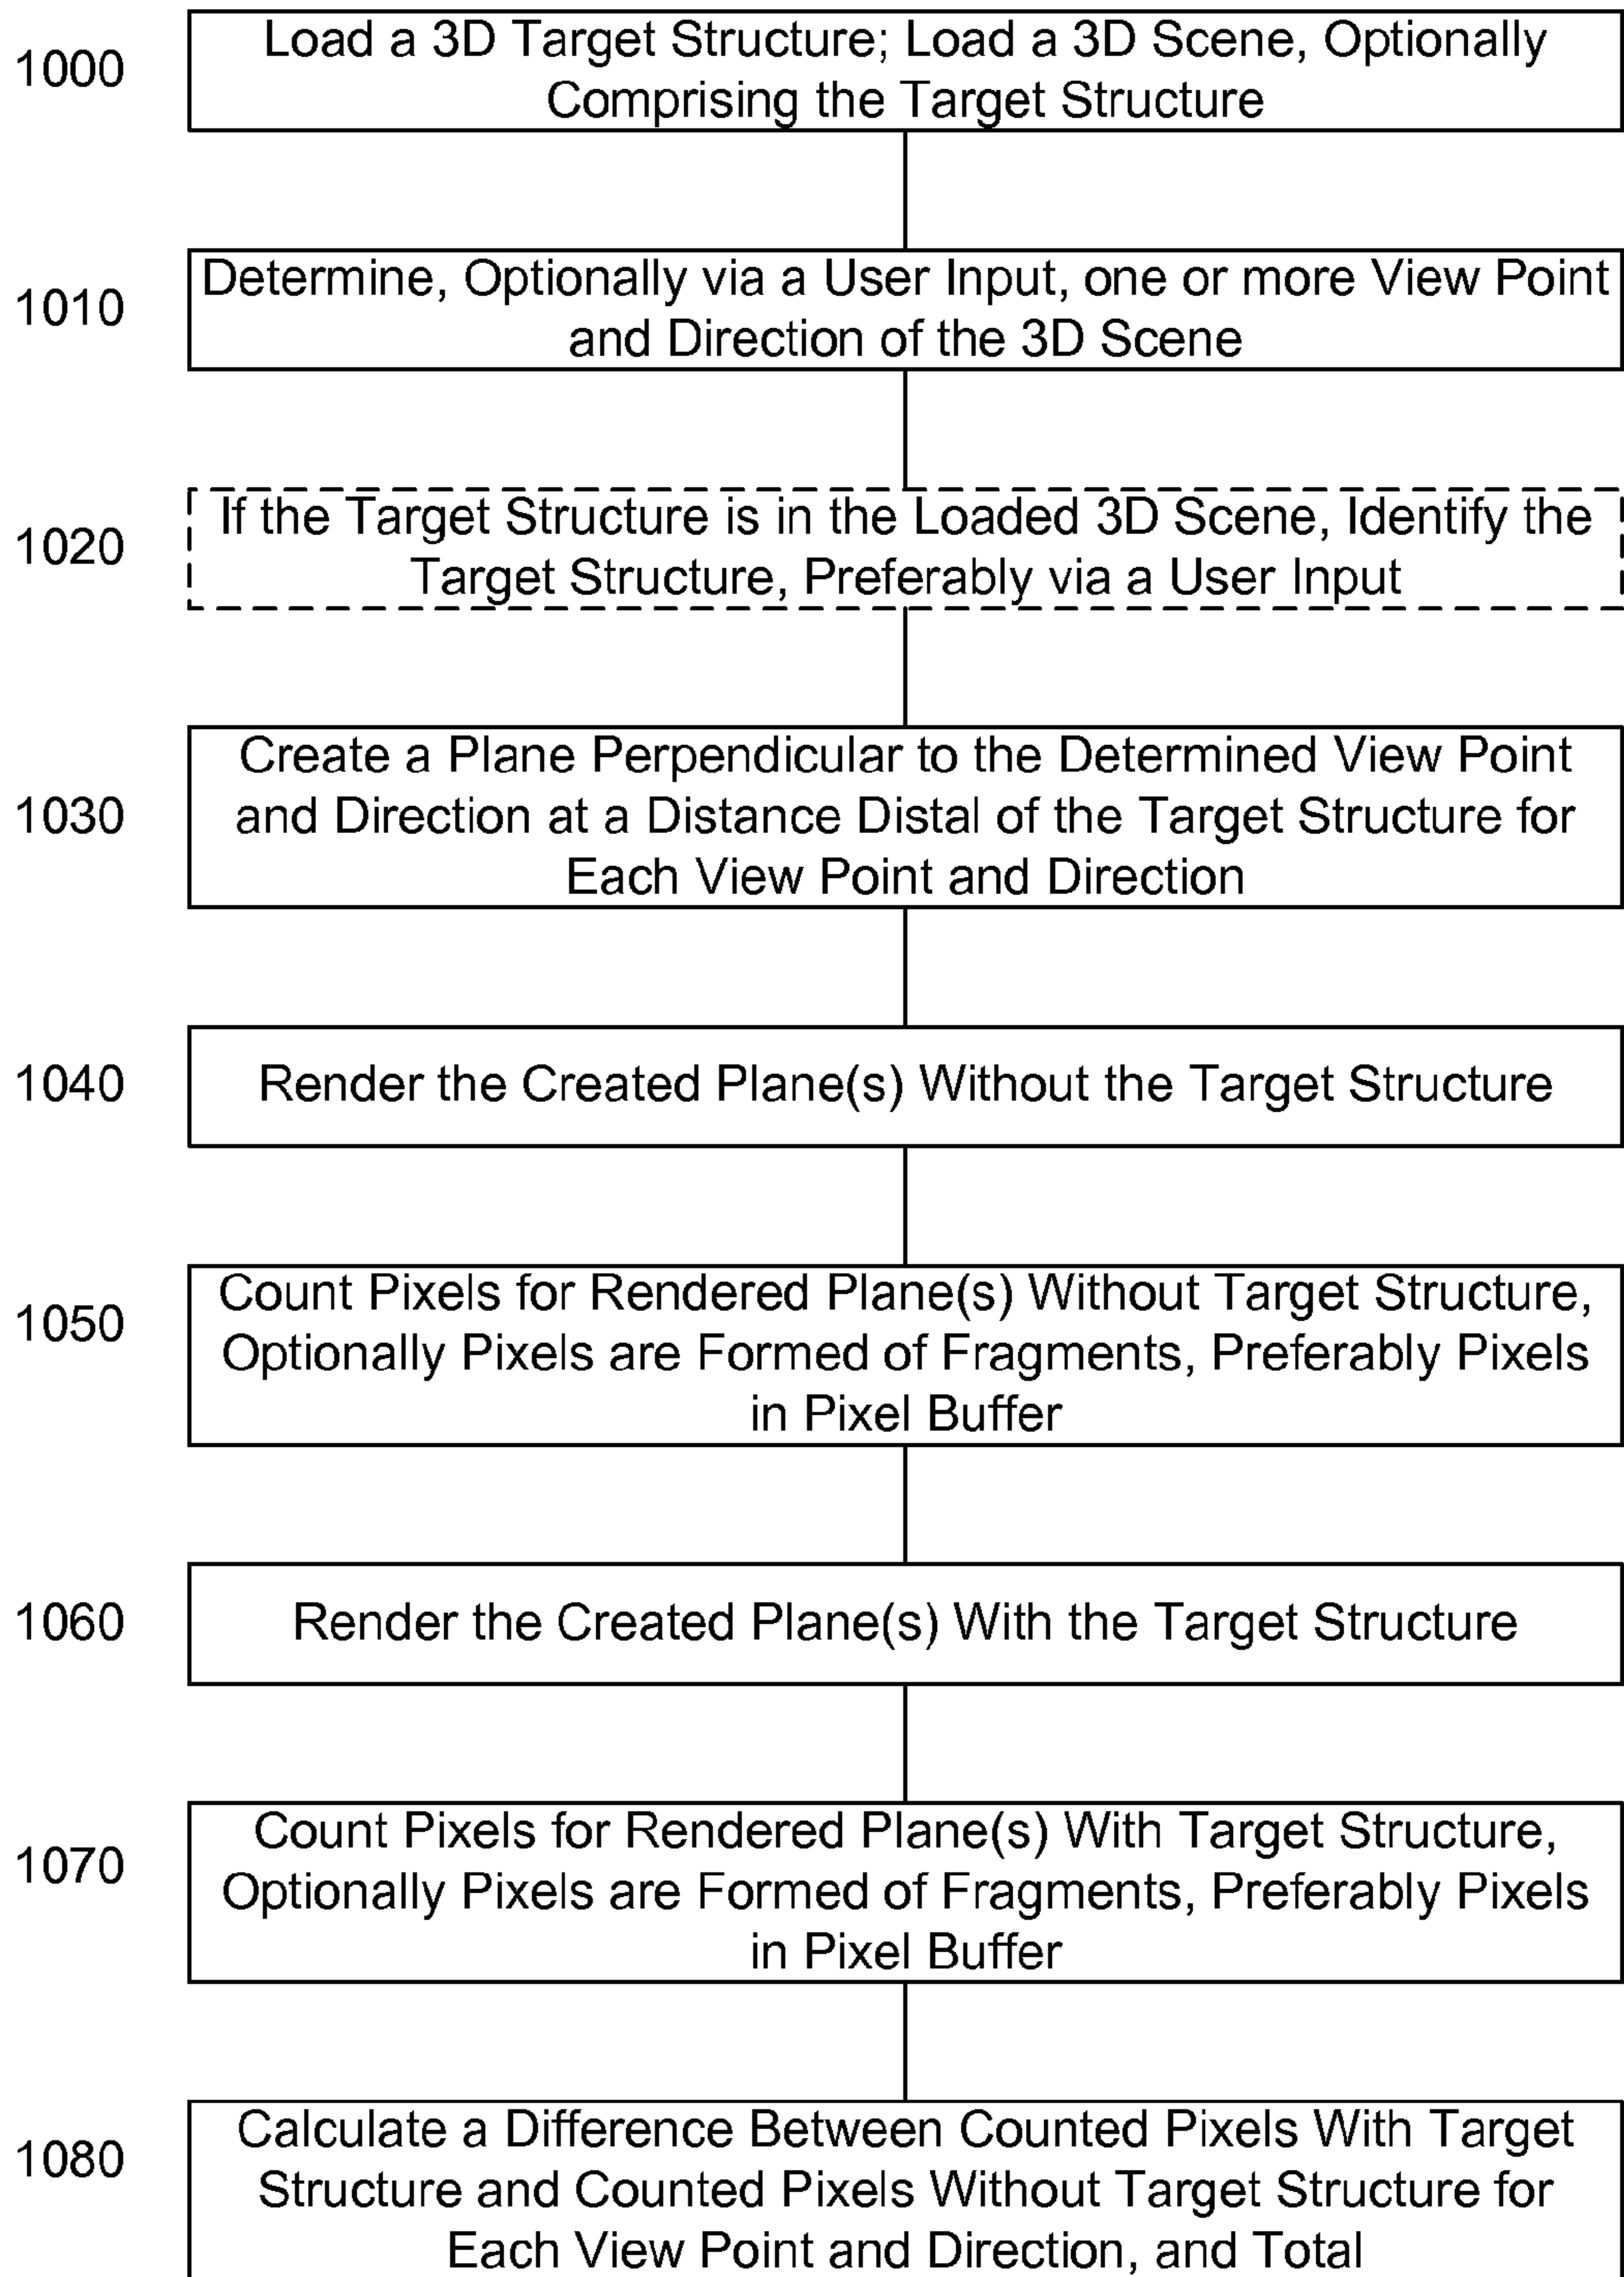 1000
Load a 3D Target Structure; Load a 3D Scene, Optionally
Comprising the Target Structure
1010
Determine, Optionally via a User Input, one or more View Point
and Direction of the 3D Scene
1020
If the Target Structure is in the Loaded 3D Scene, Identify the
Target Structure, Preferably via a User Input
1030
Create a Plane Perpendicular to the Determined View Point
and Direction at a Distance Distal of the Target Structure for
Each View Point and Direction
1040
Render the Created Plane(s) Without the Target Structure
1050
Count Pixels for Rendered Plane(s) Without Target Structure,
Optionally Pixels are Formed of Fragments, Preferably Pixels
in Pixel Buffer
1060
Render the Created Plane(s) With the Target Structure
1070
Count Pixels for Rendered Plane(s) With Target Structure,
Optionally Pixels are Formed of Fragments, Preferably Pixels
in Pixel Buffer
1080
Calculate a Difference Between Counted Pixels With Target
Structure and Counted Pixels Without Target Structure for
Each View Point and Direction, and Total